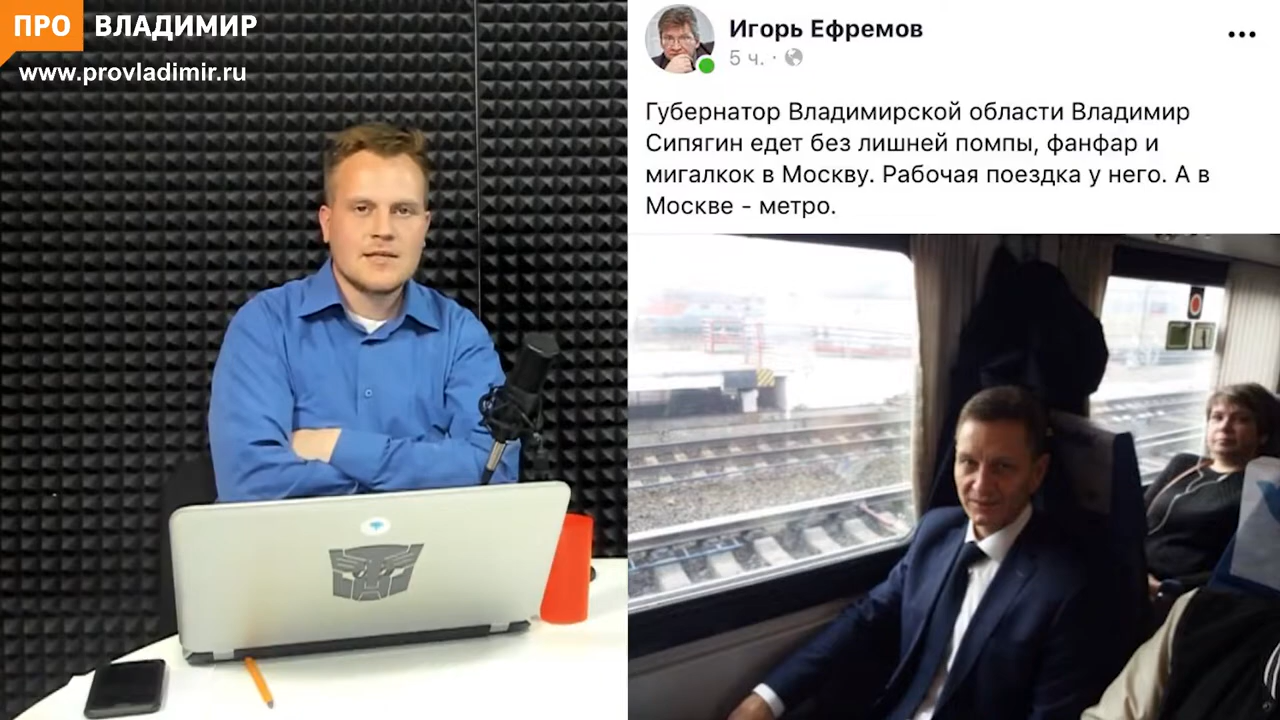 ПРО ВЛАДИМИР
www.provladimir.ru
Игорь Ефремов
5 ч. ·
Губернатор Владимирской области Владимир
Сипягин едет без лишней помпы, фанфар и
мигалкок в Москву. Рабочая поездка у него. А в
Москве - метро.